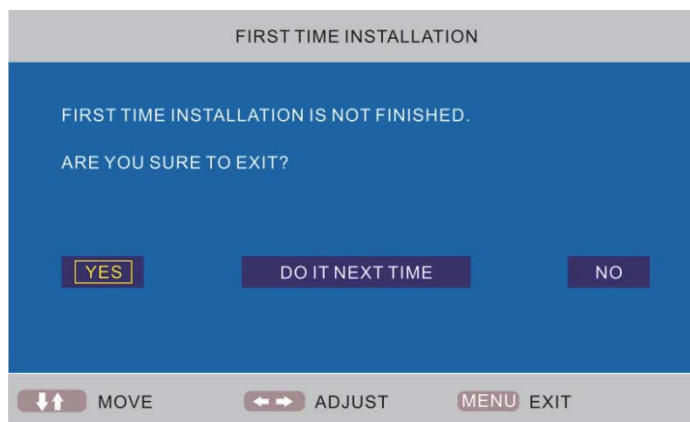 FIRST TIME INSTALLATION
FIRST TIME INSTALLATION IS NOT FINISHED.
ARE YOU SURE TO EXIT?
YES DO IT NEXT TIME NO
MOVE ADJUST MENU EXIT